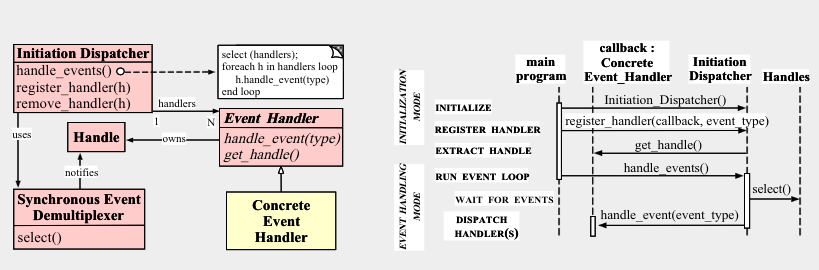 Initiation Dispatcher
handle_events()
register_handler(h)
remove_handler(h)
select (handlers);
foreach h in handlers loop
h.handle_event(type)
end loop
handlers
1
N
Event Handler
handle_event(type)
get_handle()
uses
Handle
owns
notifies
Synchronous Event
Demultiplexer
select()
Concrete
Event
Handler
main
program
callback :
Concrete
Event_Handler
Initiation
Dispatcher
Handles
INITIALIZATION
MODE
INITIALIZE
Initiation_Dispatcher()
REGISTER HANDLER
register_handler(callback, event_type)
EXTRACT HANDLE
get_handle()
EVENT HANDLING
MODE
RUN EVENT LOOP
handle_events()
WAIT FOR EVENTS
select()
DISPATCH
HANDLER(S)
handle_event(event_type)